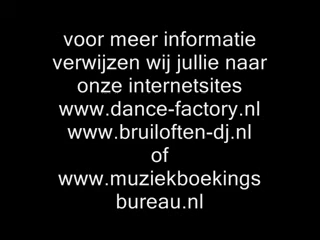 voor meer informatie
verwijzen wij jullie naar
onze internetsites
www.dance-factory.nl
www.bruiloften-dj.nl
of
www.muziekboekings
bureau.nl